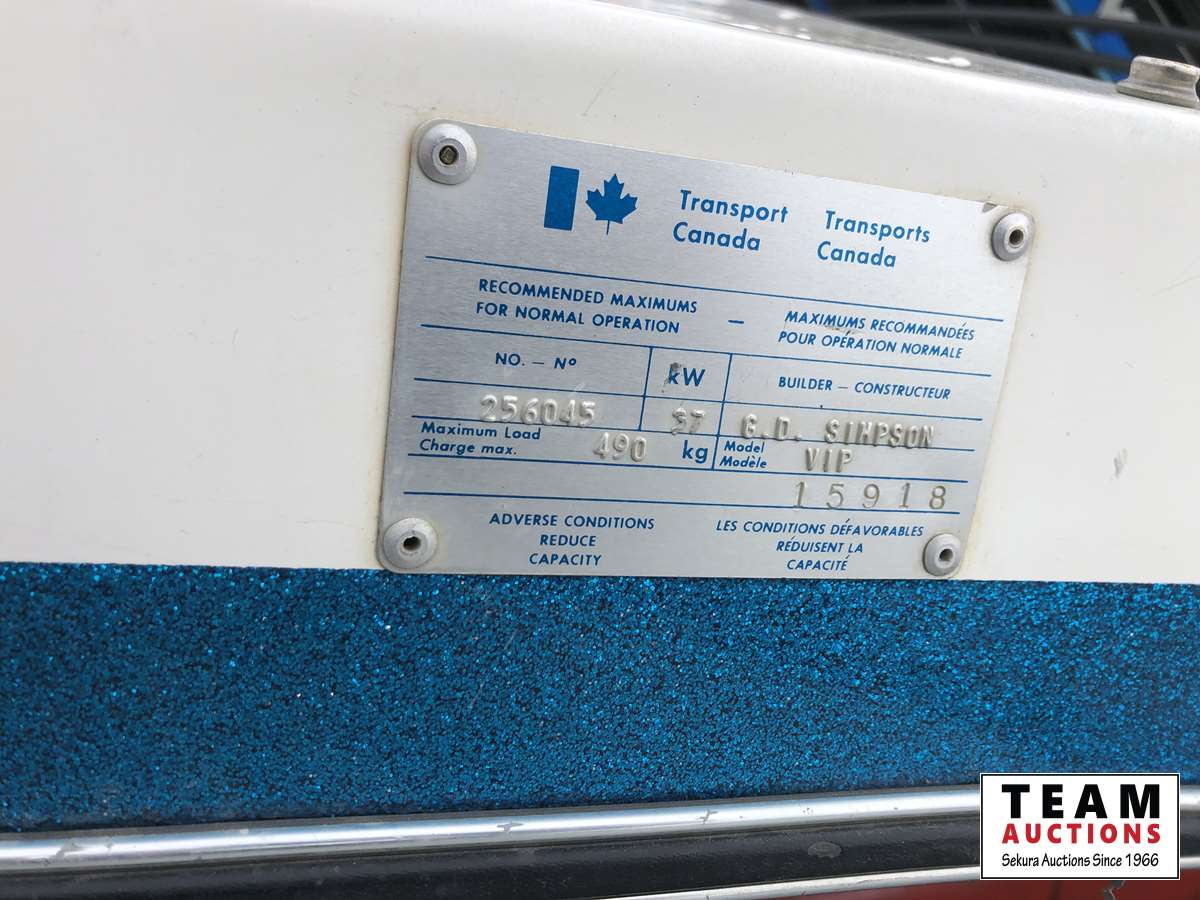 Transport Canada
Transports Canada
RECOMMENDED MAXIMUMS
FOR NORMAL OPERATION
—
MAXIMUMS RECOMMANDÉES
POUR OPÉRATION NORMALE
NO. — Nº
kW
BUILDER — CONSTRUCTEUR
256045
37
G.D. SIMPSON
Maximum Load
Charge max.
490 kg
Model
Modèle
VIP
15918
ADVERSE CONDITIONS
REDUCE
CAPACITY
LES CONDITIONS DÉFAVORABLES
RÉDUISENT LA
CAPACITÉ
TEAM
AUCTIONS
Sekura Auctions Since 1966